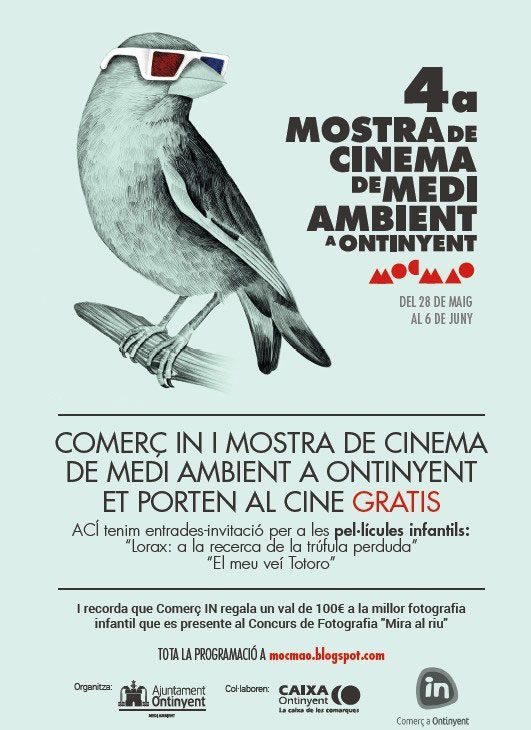 4a
MOSTRA DE
CINEMA
DE MEDI
AMBIENT
A ONTINYENT
MOCMAO
DEL 28 DE MAIG
AL 6 DE JUNY
COMERÇ IN I MOSTRA DE CINEMA
DE MEDI AMBIENT A ONTINYENT
ET PORTEN AL CINE GRATIS
ACÍ tenim entrades-invitació per a les pel·lícules infantils:
“Lorax: a la recerca de la trúfula perduda”
“El meu veí Totoro”
I recorda que Comerç IN regala un val de 100€ a la millor fotografia
infantil que es presente al Concurs de Fotografia "Mira al riu"
TOTA LA PROGRAMACIÓ A mocmao.blogspot.com
Organitza:
Ajuntament
Ontinyent
MEDI AMBIENT
Col·laboren:
CAIXA
Ontinyent
La caixa de les comarques
in
Comerç a Ontinyent